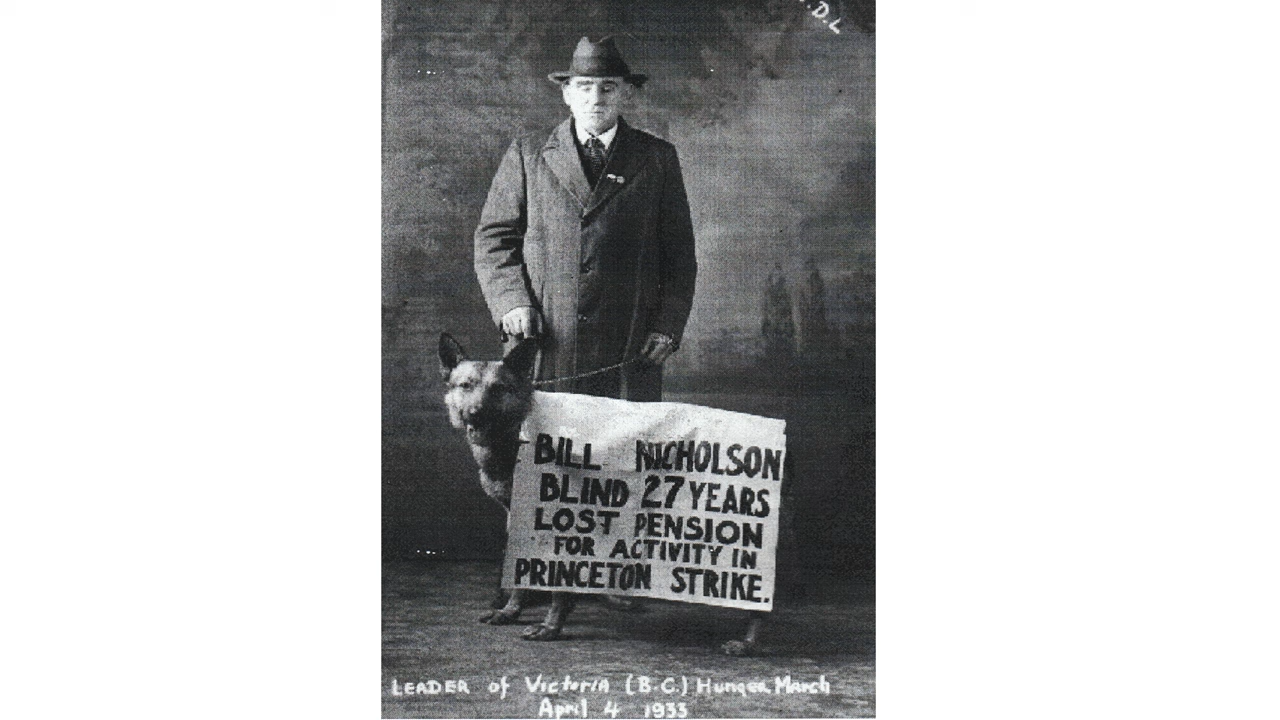 .D.L
BILL NICHOLSON
BLIND 27 YEARS
LOST PENSION
FOR ACTIVITY IN
PRINCETON STRIKE.
LEADER of Victoria (B.C.) Hunger March
April 4 1933